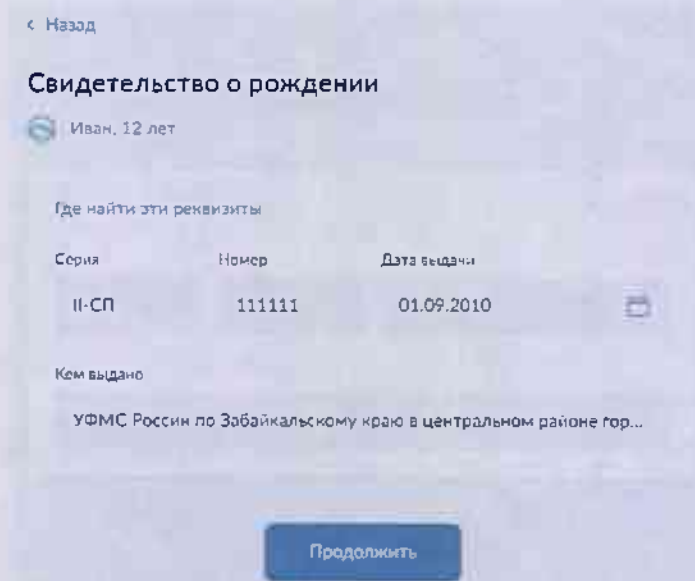 ‹ Назад
Свидетельство о рождении
Иван, 12 лет
Где найти эти реквизиты
Серия Номер Дата выдачи
II-СП 111111 01.09.2010
Кем выдано
УФМС России по Забайкальскому краю в центральном районе гор...
Продолжить